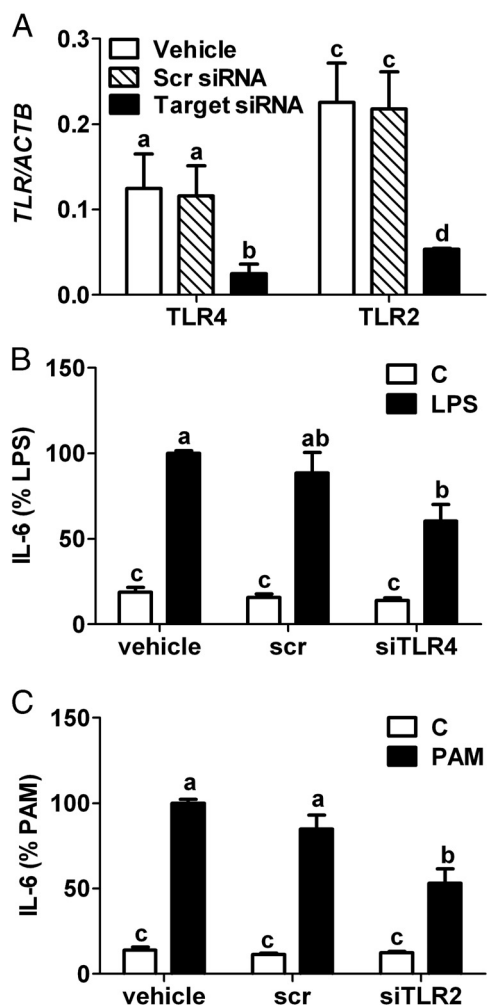 A
0.3
0.2
0.1
0.0
TLR/ACTB
Vehicle
Scr siRNA
Target siRNA
a
a
b
c
c
d
TLR4
TLR2
B
150
100
50
0
IL-6 (% LPS)
C
LPS
c
a
c
ab
c
b
vehicle
scr
siTLR4
C
150
100
50
0
IL-6 (% PAM)
C
PAM
c
a
c
a
c
b
vehicle
scr
siTLR2